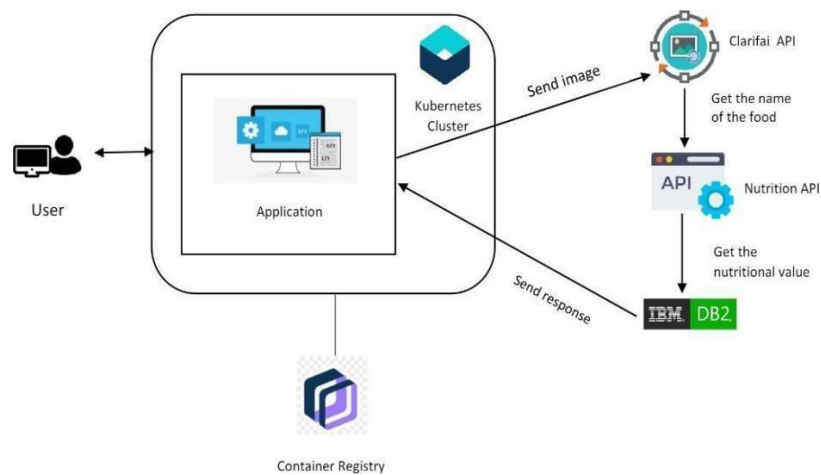 Clarifai API
Send image
Kubernetes
Cluster
Get the name
of the food
API
Nutrition API
User
Application
Get the
nutritional value
Send response
IBM DB2
Container Registry